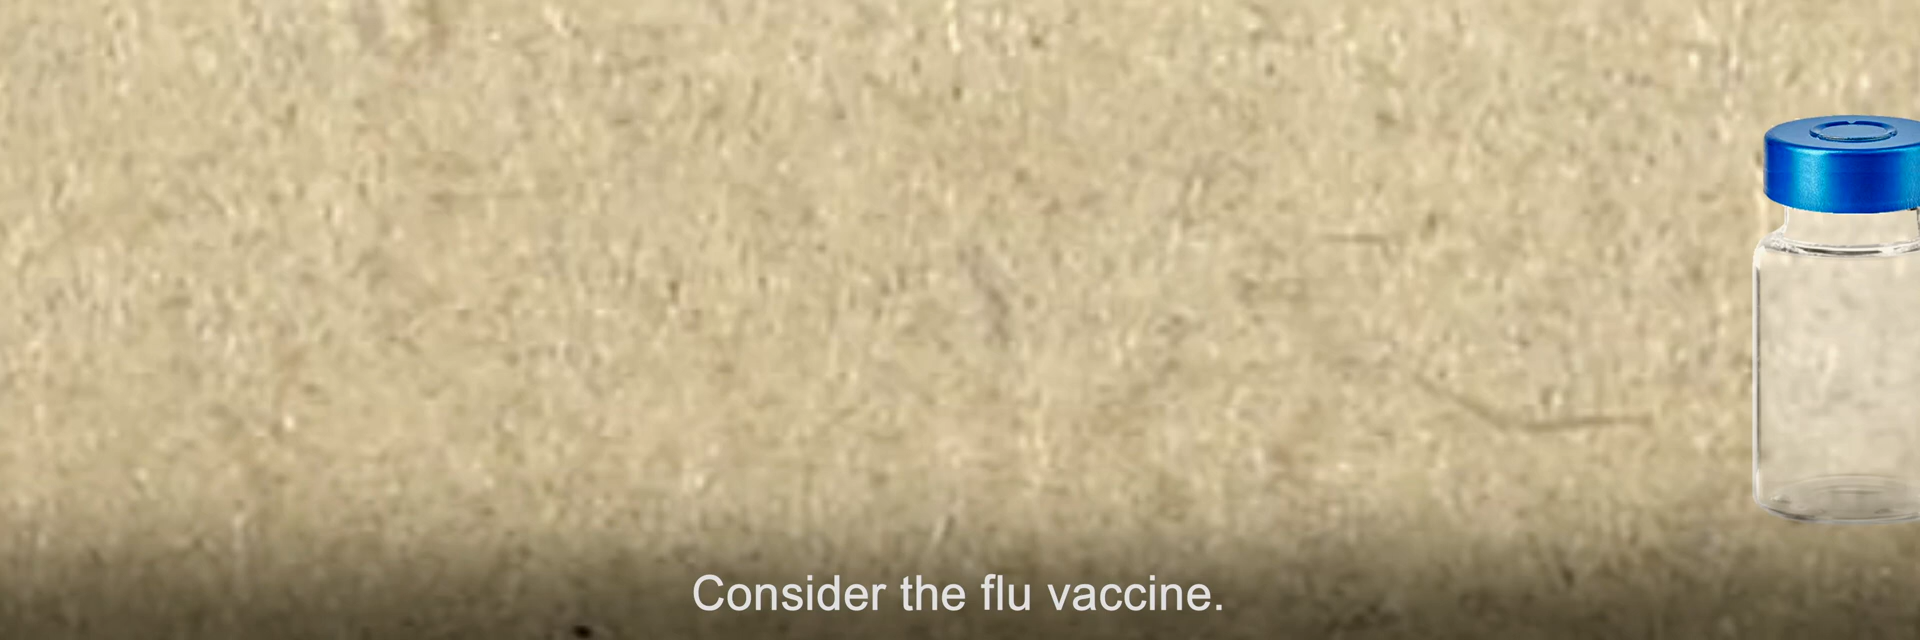 Consider the flu vaccine.